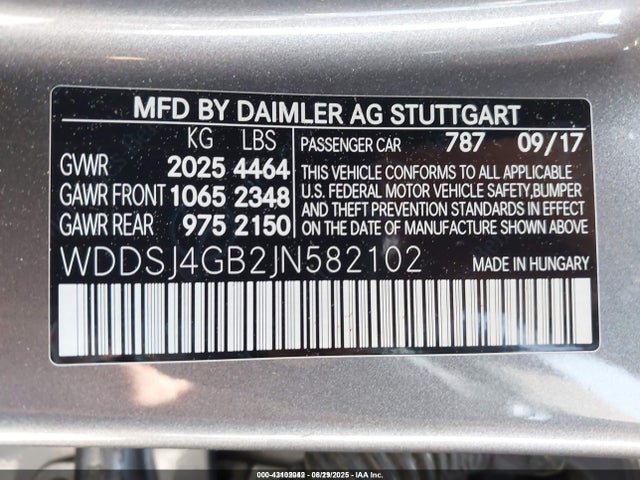 MFD BY DAIMLER AG STUTTGART
KG LBS
GVWR 2025 4464
GAWR FRONT 1065 2348
GAWR REAR 975 2150
PASSENGER CAR 787 09/17
THIS VEHICLE CONFORMS TO ALL APPLICABLE
U.S. FEDERAL MOTOR VEHICLE SAFETY,BUMPER
AND THEFT PREVENTION STANDARDS IN EFFECT
ON THE DATE OF MANUFACTURE SHOWN ABOVE
WDDSJ4GB2JN582102 MADE IN HUNGARY
08/29/2025 - IAA Inc.